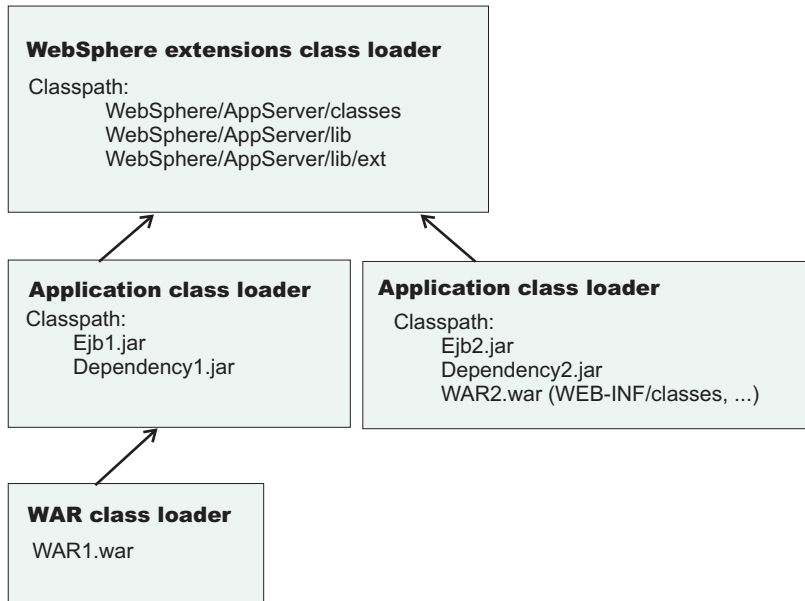 WebSphere extensions class loader
Classpath:
WebSphere/AppServer/classes
WebSphere/AppServer/lib
WebSphere/AppServer/lib/ext
Application class loader
Classpath:
Ejb1.jar
Dependency1.jar
Application class loader
Classpath:
Ejb2.jar
Dependency2.jar
WAR2.war (WEB-INF/classes, ...)
WAR class loader
WAR1.war